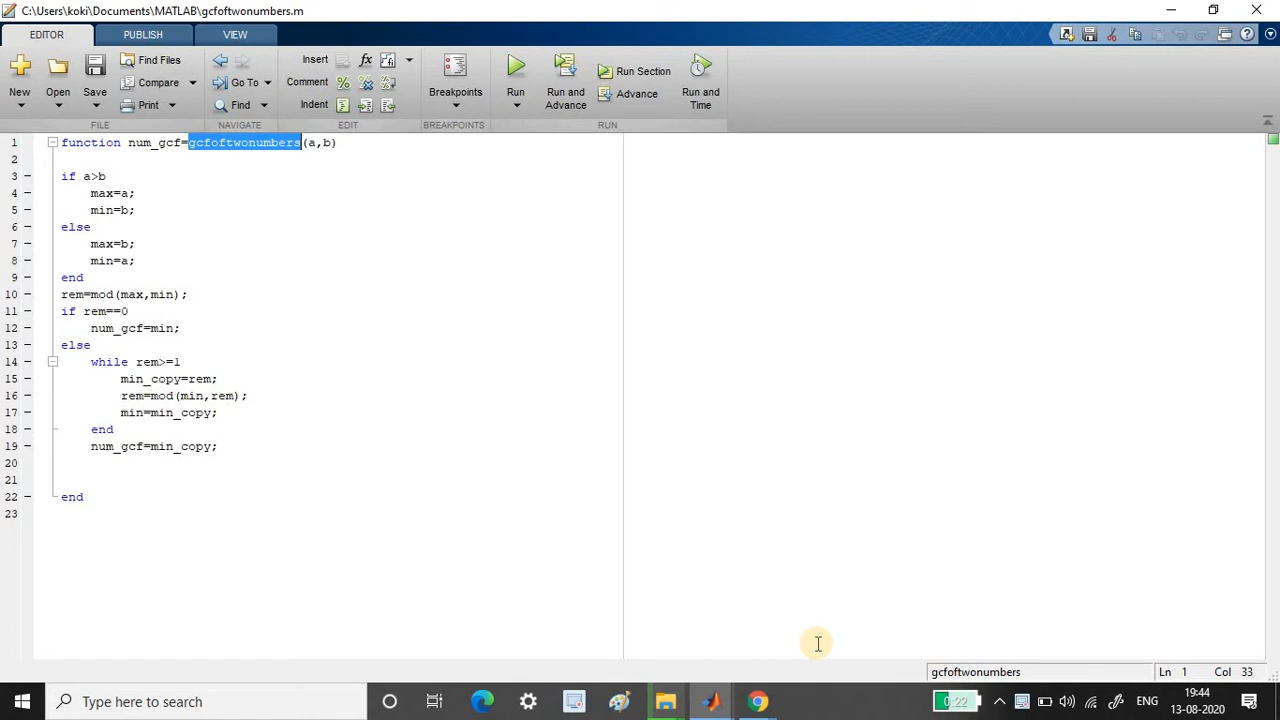 C:\Users\koki\Documents\MATLAB\gcfoftwonumbers.m
EDITOR PUBLISH VIEW
New Open Save Find Files Compare Print
Go To Find
Insert fx
Comment
Indent
Breakpoints
Run Run and Advance Run Section Advance Run and Time
FILE NAVIGATE EDIT BREAKPOINTS RUN
1 function num_gcf=gcfoftwonumbers(a,b)
2
3 if a>b
4 max=a;
5 min=b;
6 else
7 max=b;
8 min=a;
9 end
10 rem=mod(max,min);
11 if rem==0
12 num_gcf=min;
13 else
14 while rem>=1
15 min_copy=rem;
16 rem=mod(min,rem);
17 min=min_copy;
18 end
19 num_gcf=min_copy;
20
21
22 end
23
gcfoftwonumbers Ln 1 Col 33
Type here to search 0:22 ENG 19:44
13-08-2020